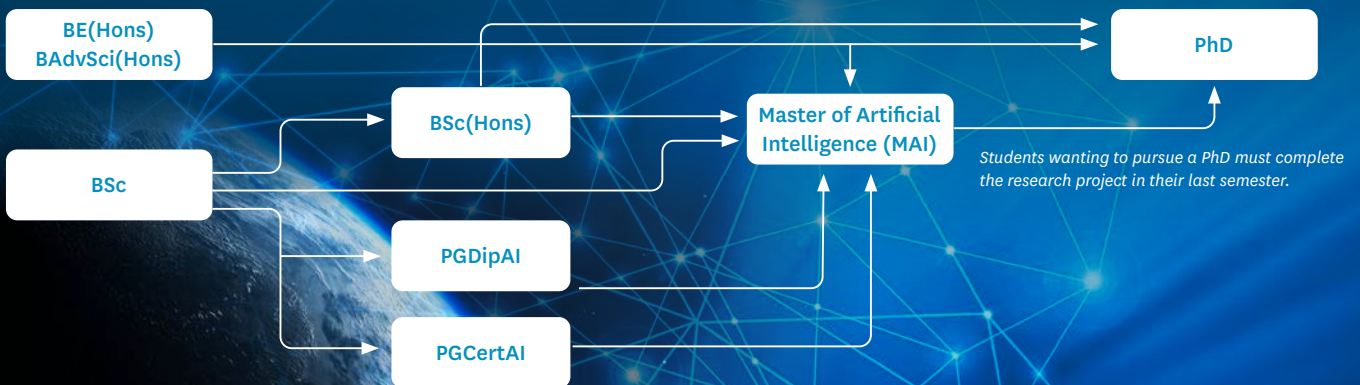 BE(Hons)
BAdvSci(Hons)
PhD
BSc(Hons)
Master of Artificial
Intelligence (MAI)
Students wanting to pursue a PhD must complete
the research project in their last semester.
BSc
PGDipAI
PGCertAI